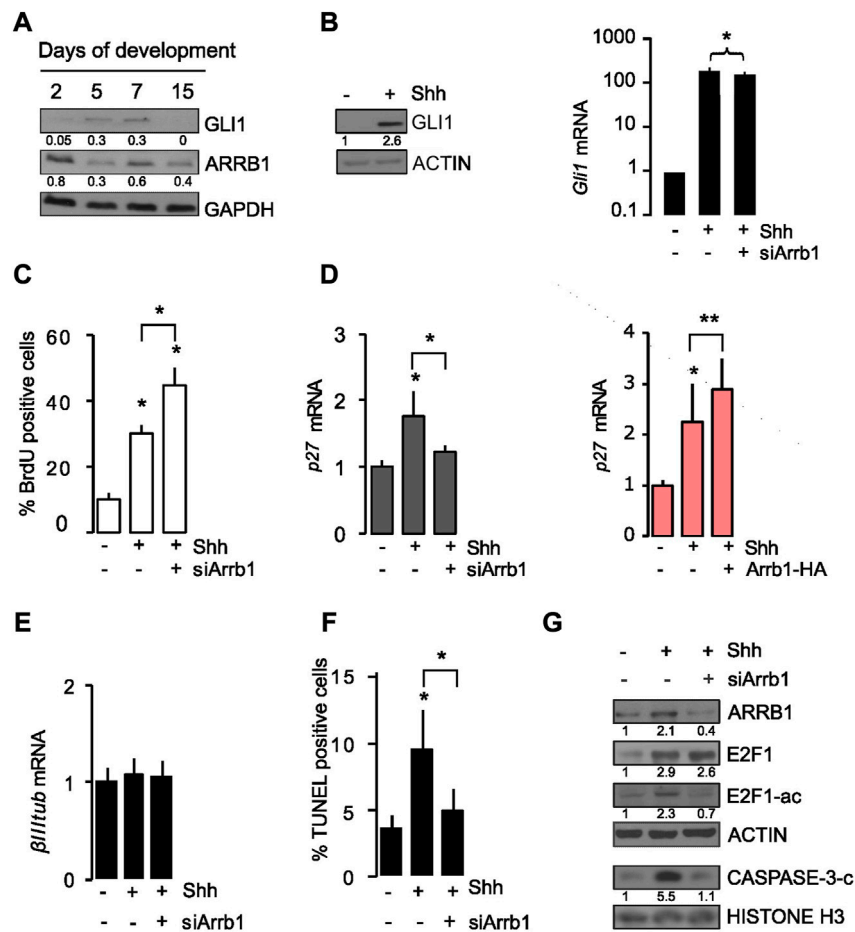 A
Days of development
2 5 7 15
GLI1
0.05 0.3 0.3 0
ARRB1
0.8 0.3 0.6 0.4
GAPDH
B
- + Shh
GLI1
1 2.6
ACTIN
*
1000
100
10
1
0.1
Gli1 mRNA
- + + Shh
- - + siArrb1
C
*
* *
60
40
20
0
% BrdU positive cells
- + + Shh
- - + siArrb1
D
*
*
3
2
1
0
p27 mRNA
- + + Shh
- - + siArrb1
**
*
4
3
2
1
0
p27 mRNA
- + + Shh
- - + Arrb1-HA
E
2
1
0
βIIItub mRNA
- + + Shh
- - + siArrb1
F
*
*
15
10
5
0
% TUNEL positive cells
- + + Shh
- - + siArrb1
G
- + + Shh
- - + siArrb1
ARRB1
1 2.1 0.4
E2F1
1 2.9 2.6
E2F1-ac
1 2.3 0.7
ACTIN
CASPASE-3-c
1 5.5 1.1
HISTONE H3